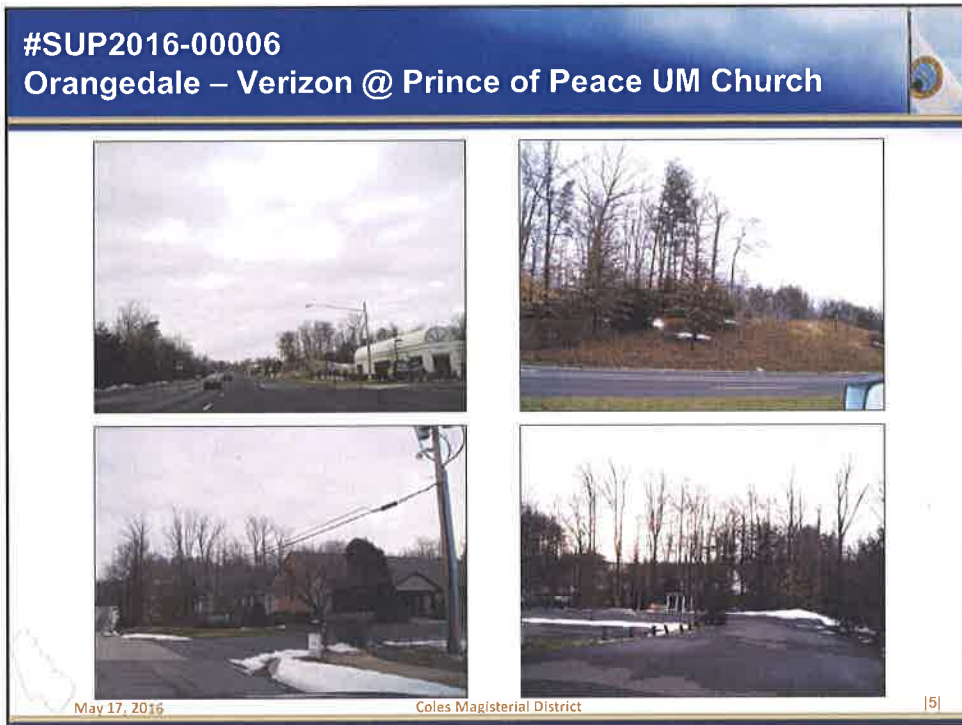 #SUP2016-00006
Orangedale – Verizon @ Prince of Peace UM Church
May 17, 2016
Coles Magisterial District
|5|